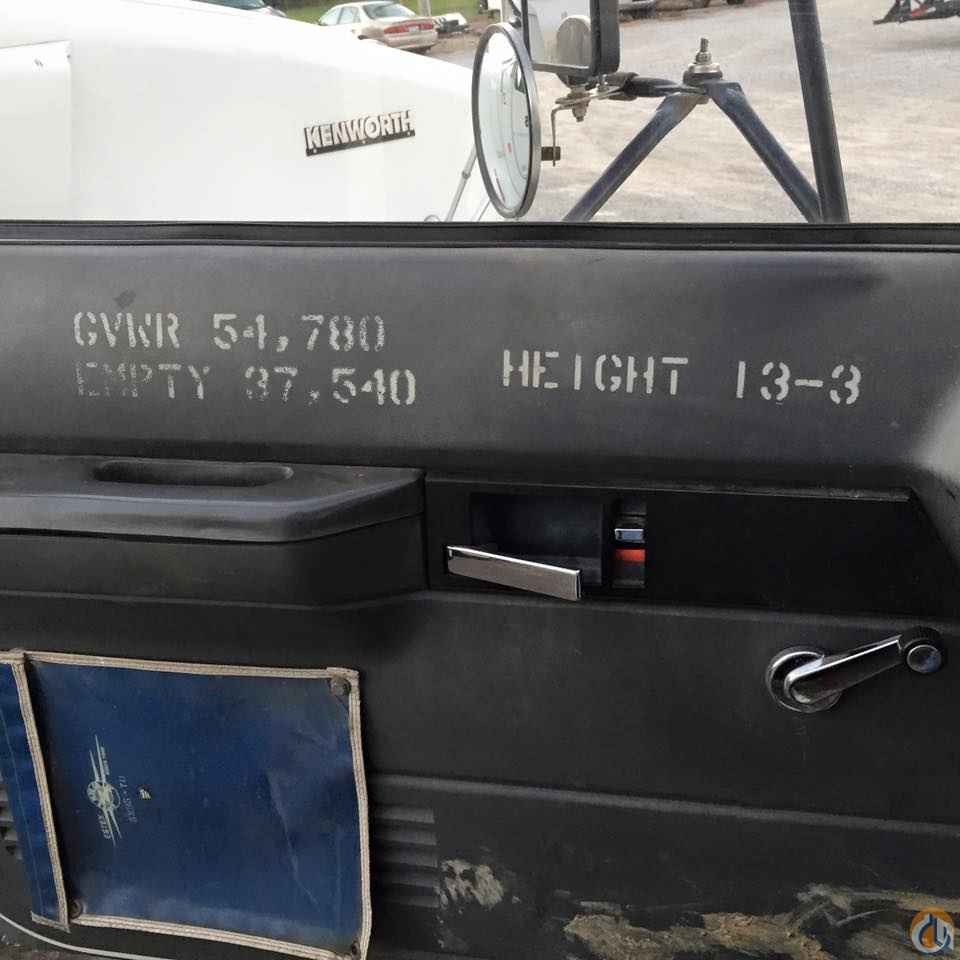 KENWORTH
GVWR 54,780
EMPTY 37,540
HEIGHT 13-3